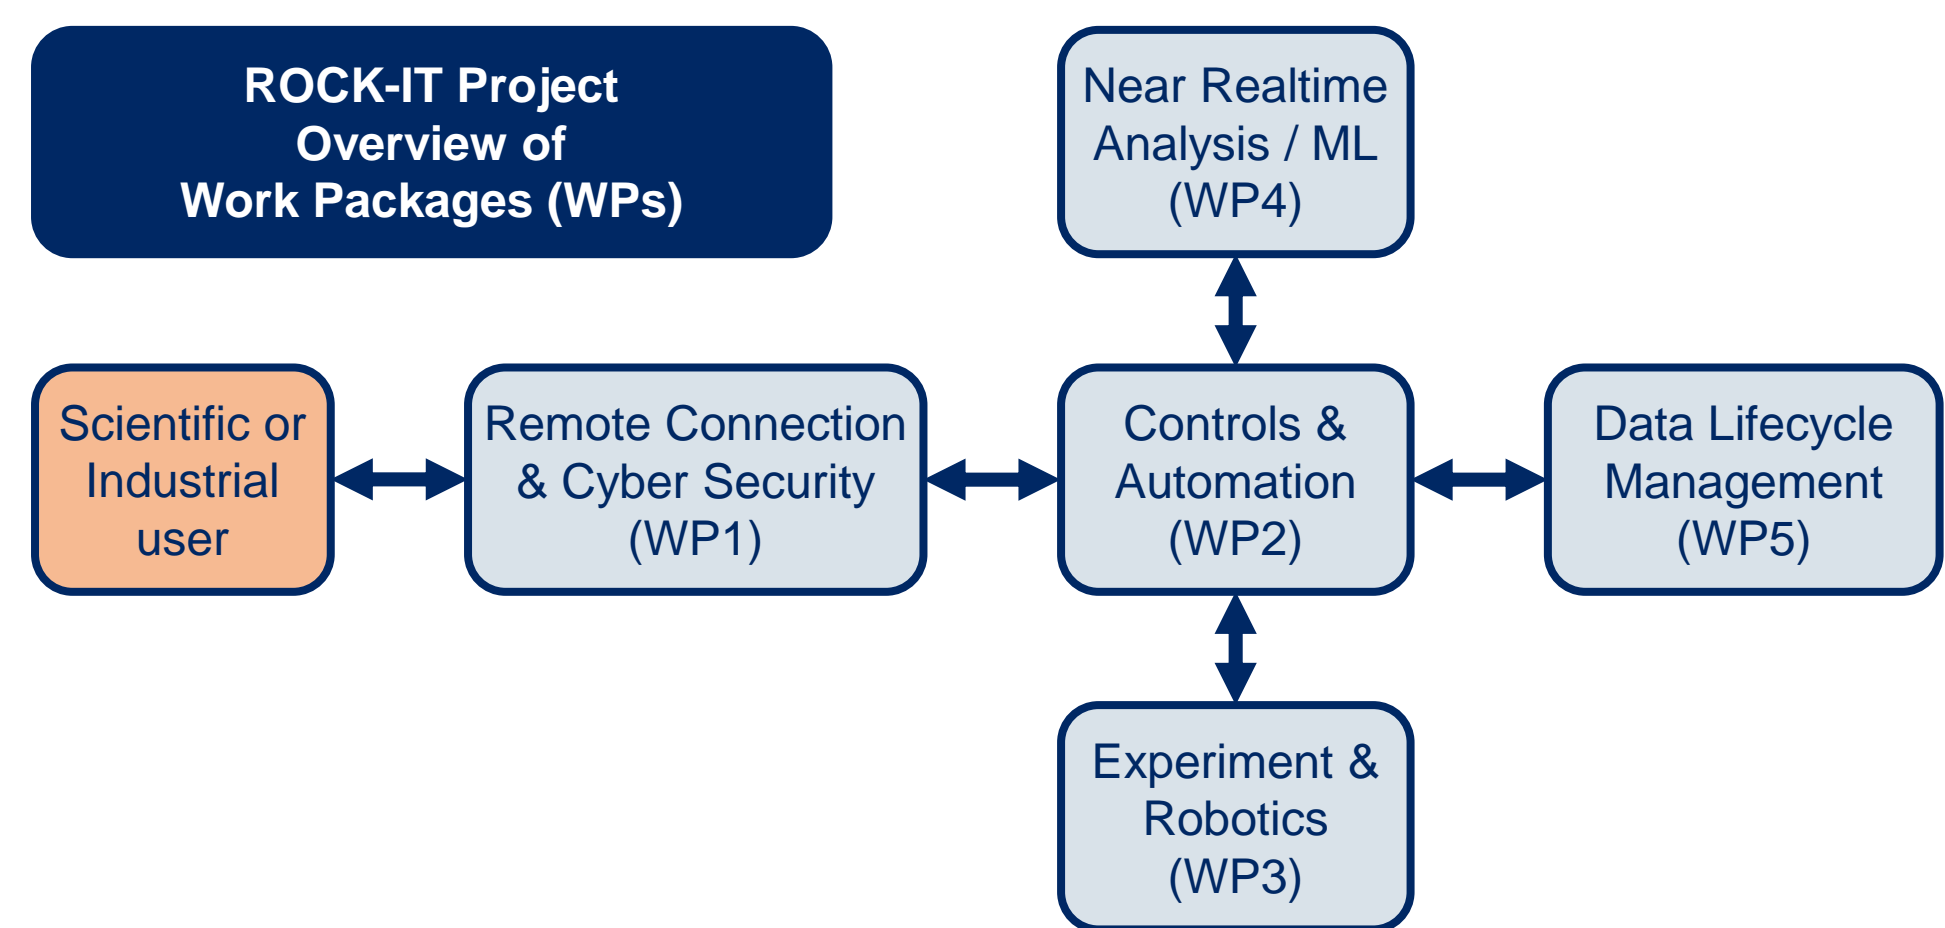 ROCK-IT Project
Overview of
Work Packages (WPs)
Near Realtime
Analysis / ML
(WP4)
Scientific or
Industrial
user
Remote Connection
& Cyber Security
(WP1)
Controls &
Automation
(WP2)
Data Lifecycle
Management
(WP5)
Experiment &
Robotics
(WP3)